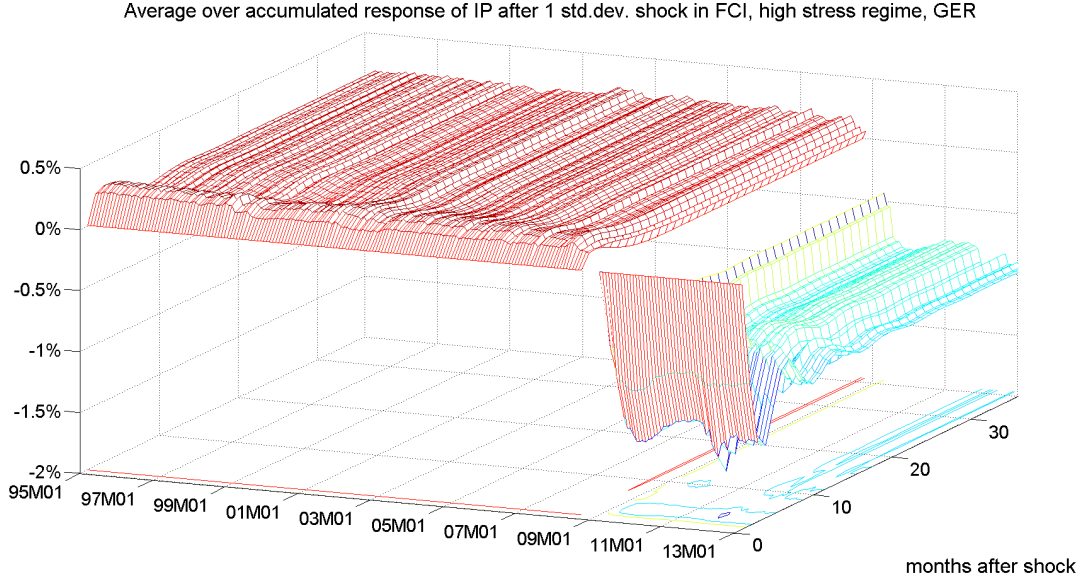 Average over accumulated response of IP after 1 std.dev. shock in FCI, high stress regime, GER
0.5%
0%
-0.5%
-1%
-1.5%
-2%
95M01
97M01
99M01
01M01
03M01
05M01
07M01
09M01
11M01
13M01
0
10
20
30
months after shock